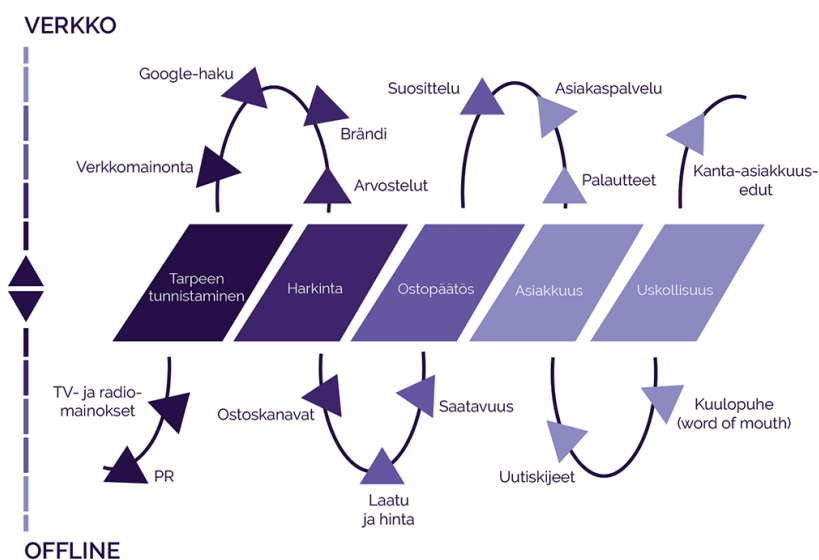 VERKKO
Google-haku
Verkkomainonta
Brändi
Arvostelut
Suosittelu
Asiakaspalvelu
Palautteet
Kanta-asiakkuus-
edut
Tarpeen
tunnistaminen
Harkinta
Ostopäätös
Asiakkuus
Uskollisuus
TV- ja radio-
mainokset
PR
Ostoskanavat
Laatu
ja hinta
Saatavuus
Uutiskijeet
Kuulopuhe
(word of mouth)
OFFLINE